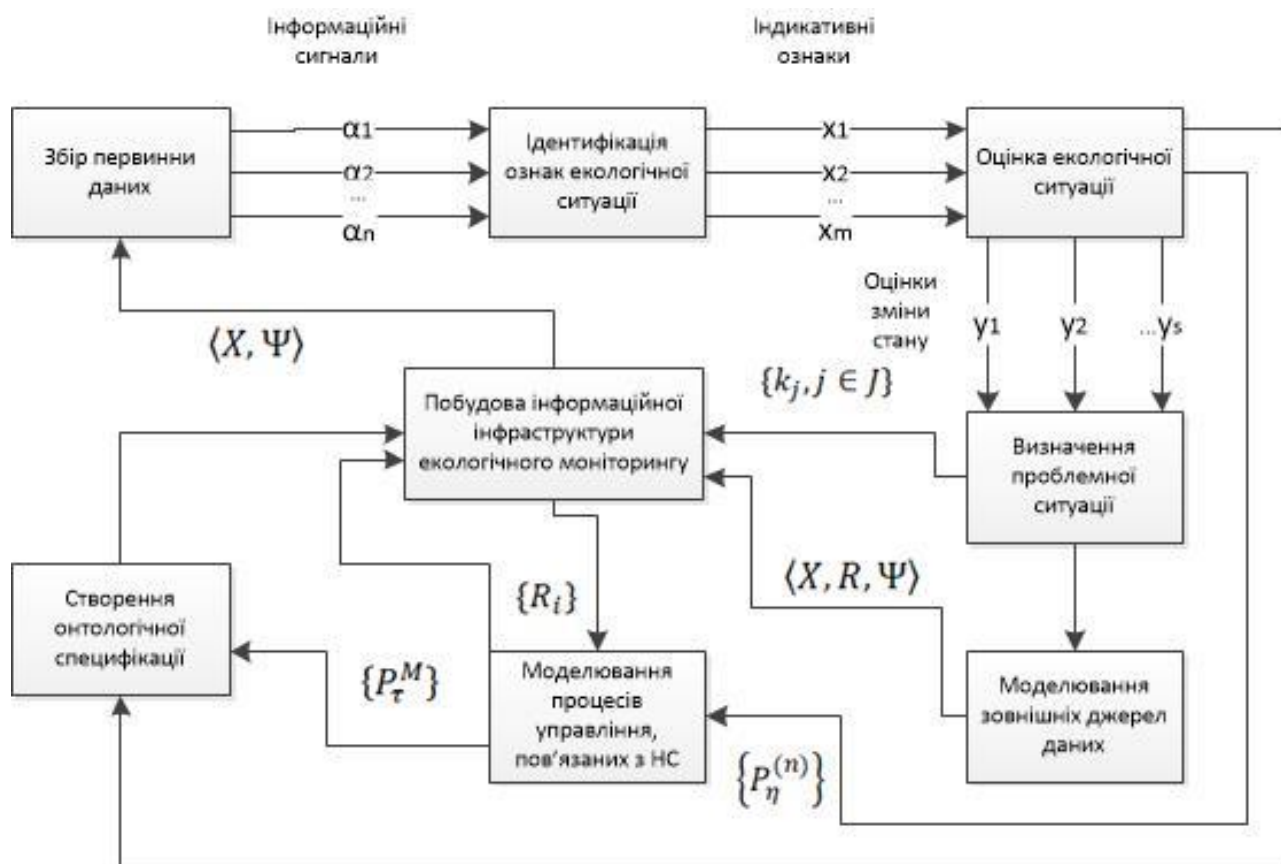 Інформаційні
сигнали
Індикативні
ознаки
Збір первинни
даних
α1
α2
...
αn
Ідентифікація
ознак екологічної
ситуації
x1
x2
...
xm
Оцінка екологічної
ситуації
Оцінки
зміни
стану
y1
y2
...ys
⟨X, Ψ⟩
{k_j, j ∈ J}
Побудова інформаційної
інфраструктури
екологічного моніторингу
Визначення
проблемної
ситуації
Створення
онтологічної
специфікації
{R_i}
⟨X, R, Ψ⟩
{P_τ^M}
Моделювання
процесів
управління,
пов’язаних з НС
{P_η^(n)}
Моделювання
зовнішніх джерел
даних